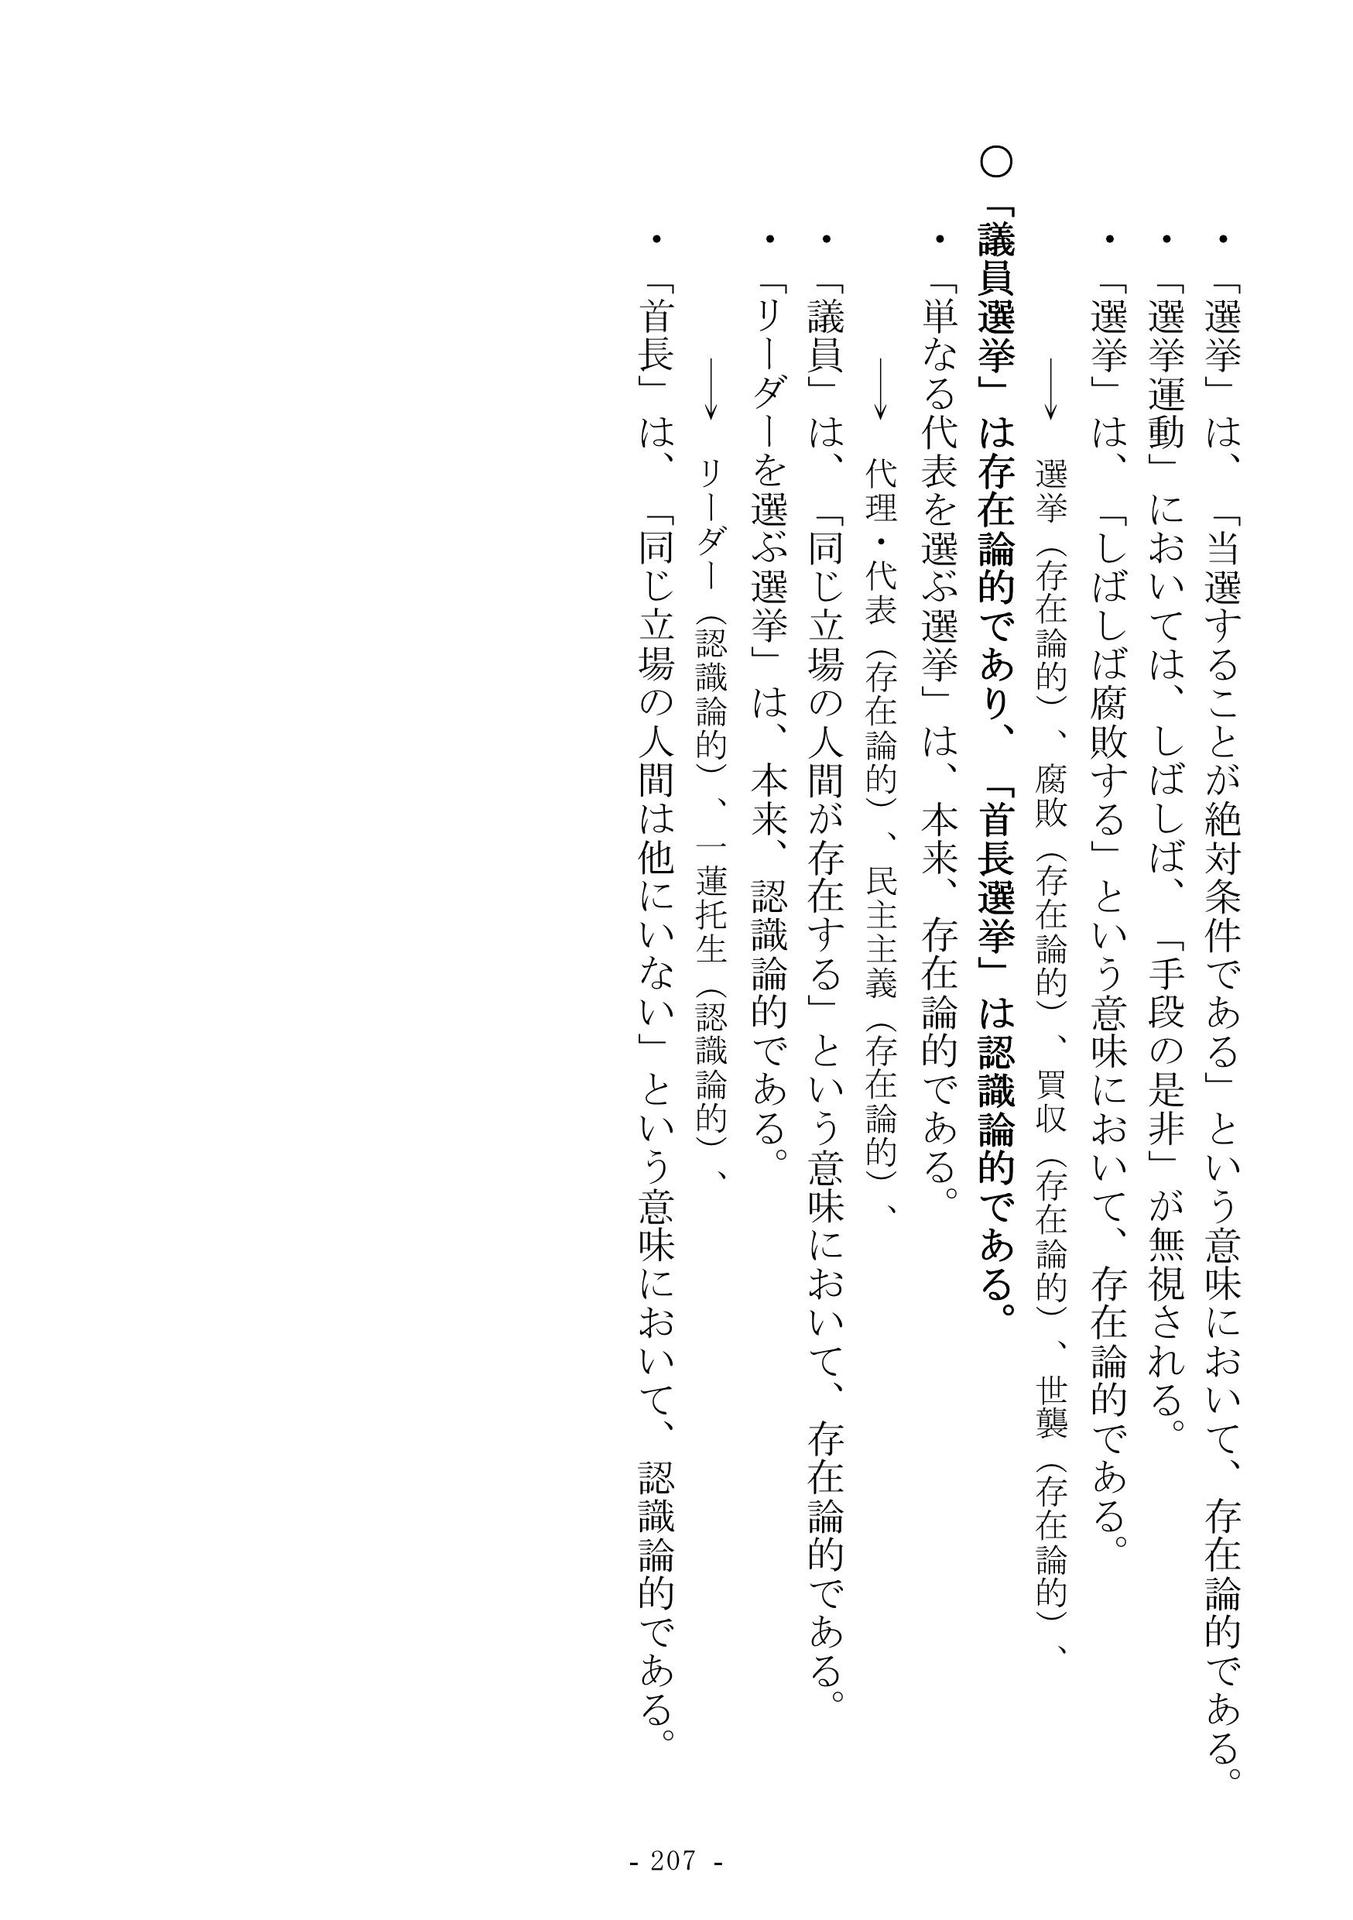 ・「選挙」は、「当選することが絶対条件である」という意味において、存在論的である。
・「選挙運動」においては、しばしば、「手段の是非」が無視される。
・「選挙」は、「しばしば腐敗する」という意味において、存在論的である。
→ 選挙（存在論的）、腐敗（存在論的）、買収（存在論的）、世襲（存在論的）、
○「議員選挙」は存在論的であり、「首長選挙」は認識論的である。
・「単なる代表を選ぶ選挙」は、本来、存在論的である。
→ 代理・代表（存在論的）、民主主義（存在論的）、
・「議員」は、「同じ立場の人間が存在する」という意味において、存在論的である。
・「リーダーを選ぶ選挙」は、本来、認識論的である。
→ リーダー（認識論的）、一蓮托生（認識論的）、
・「首長」は、「同じ立場の人間は他にいない」という意味において、認識論的である。
- 207 -